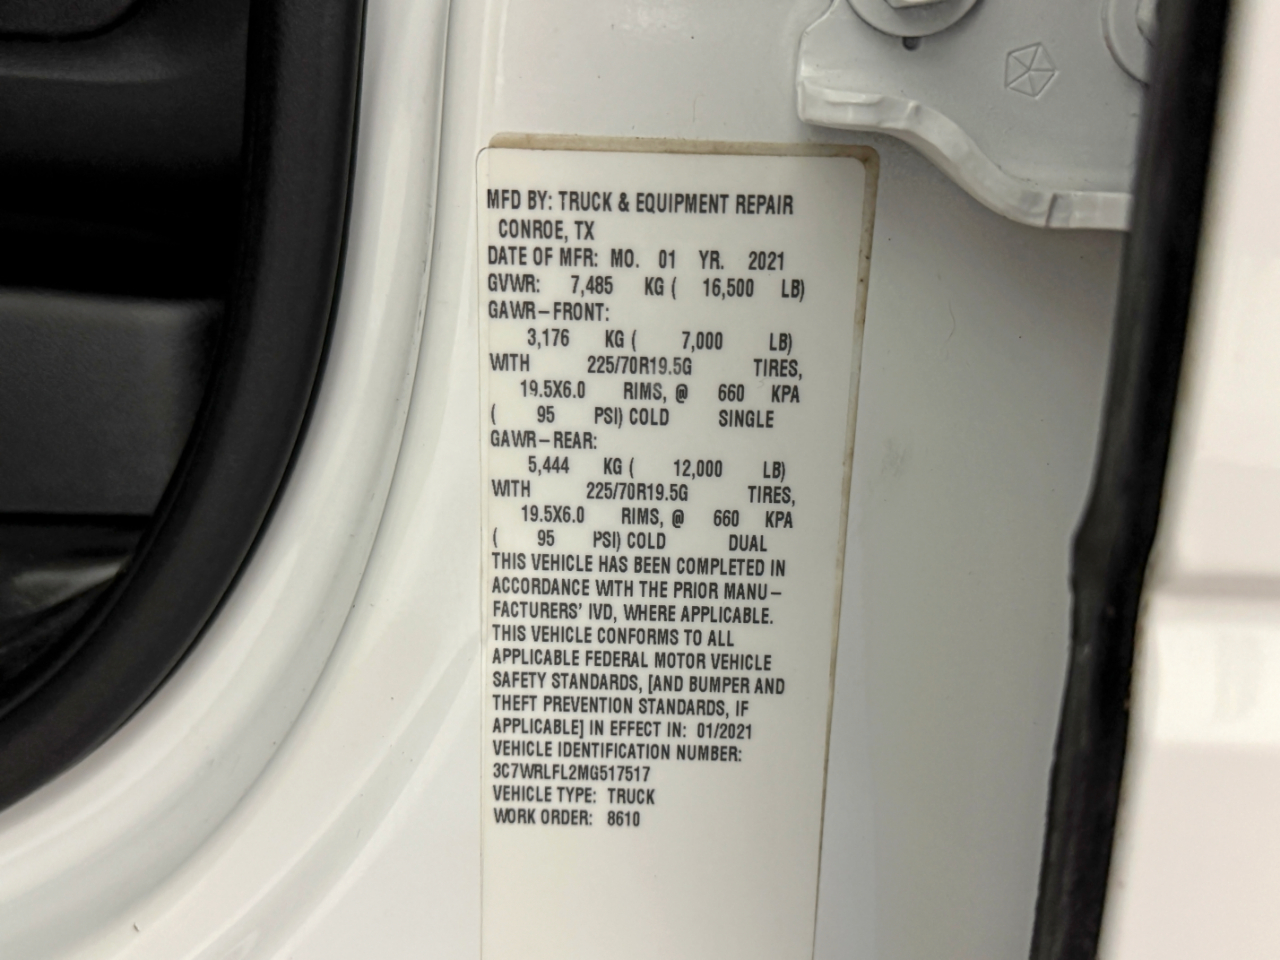 MFD BY: TRUCK & EQUIPMENT REPAIR
CONROE, TX
DATE OF MFR: MO. 01 YR. 2021
GVWR: 7,485 KG ( 16,500 LB)
GAWR-FRONT:
3,176 KG ( 7,000 LB)
WITH 225/70R19.5G TIRES,
19.5X6.0 RIMS, @ 660 KPA
( 95 PSI) COLD SINGLE
GAWR-REAR:
5,444 KG ( 12,000 LB)
WITH 225/70R19.5G TIRES,
19.5X6.0 RIMS, @ 660 KPA
( 95 PSI) COLD DUAL
THIS VEHICLE HAS BEEN COMPLETED IN
ACCORDANCE WITH THE PRIOR MANU-
FACTURERS' IVD, WHERE APPLICABLE.
THIS VEHICLE CONFORMS TO ALL
APPLICABLE FEDERAL MOTOR VEHICLE
SAFETY STANDARDS, [AND BUMPER AND
THEFT PREVENTION STANDARDS, IF
APPLICABLE] IN EFFECT IN: 01/2021
VEHICLE IDENTIFICATION NUMBER:
3C7WRLFL2MG517517
VEHICLE TYPE: TRUCK
WORK ORDER: 8610